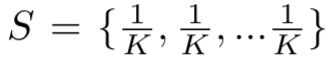 S = {1/K, 1/K, ... 1/K}